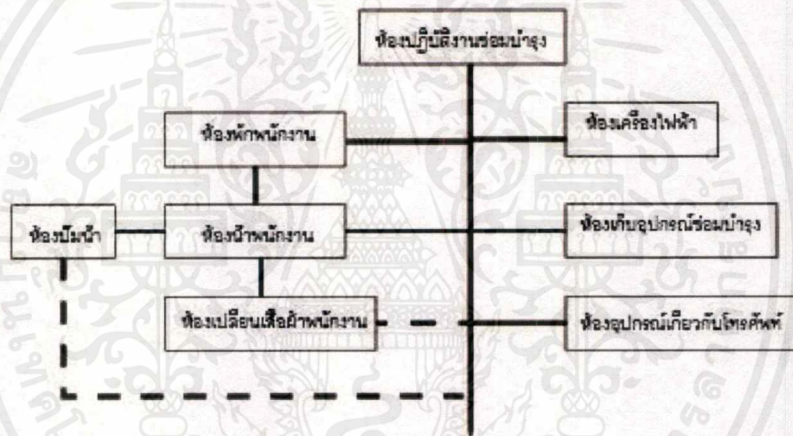 ห้องปฏิบัติงานซ่อมบำรุง
ห้องพักพนักงาน
ห้องเครื่องไฟฟ้า
ห้องปั๊มน้ำ
ห้องน้ำพนักงาน
ห้องเก็บอุปกรณ์ซ่อมบำรุง
ห้องเปลี่ยนเสื้อผ้าพนักงาน
ห้องอุปกรณ์เกี่ยวกับโทรศัพท์